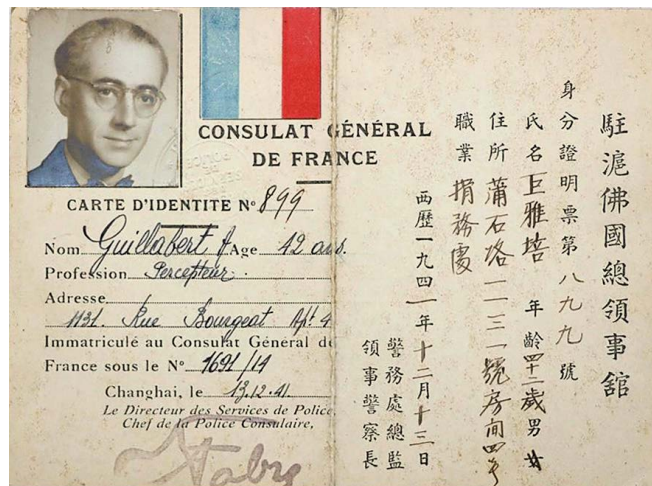 CONSULAT GÉNÉRAL
DE FRANCE
CARTE D'IDENTITE N° 899
Nom Guillabert A Age 42 ans.
Profession Percepteur
Adresse
1131. Rue Bourgeat Apt 4
Immatriculé au Consulat Général de
France sous le N° 1691/14
Changhai, le 13.12.41.
Le Directeur des Services de Police,
Chef de la Police Consulaire,
Fabre
駐滬佛國總領事舘
身分證明票第八九九號
氏名巨雅培 年齡四十二歲男女
住所蒲石路一一三一號房間四号
職業捐務處
西歷一九四一年十二月十三日
警務處總監
領事警察長